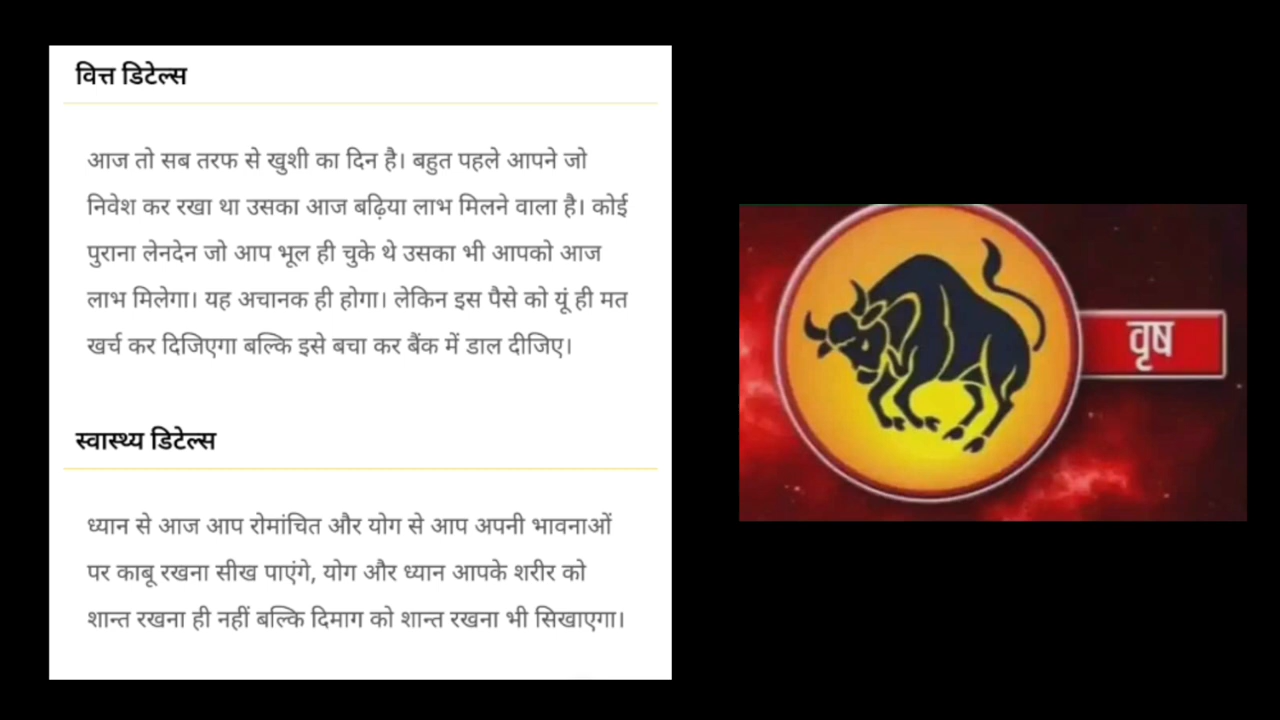 वित्त डिटेल्स
आज तो सब तरफ से खुशी का दिन है। बहुत पहले आपने जो
निवेश कर रखा था उसका आज बढ़िया लाभ मिलने वाला है। कोई
पुराना लेनदेन जो आप भूल ही चुके थे उसका भी आपको आज
लाभ मिलेगा। यह अचानक ही होगा। लेकिन इस पैसे को यूं ही मत
खर्च कर दिजिएगा बल्कि इसे बचा कर बैंक में डाल दीजिए।
स्वास्थ्य डिटेल्स
ध्यान से आज आप रोमांचित और योग से आप अपनी भावनाओं
पर काबू रखना सीख पाएंगे, योग और ध्यान आपके शरीर को
शान्त रखना ही नहीं बल्कि दिमाग को शान्त रखना भी सिखाएगा।
वृष